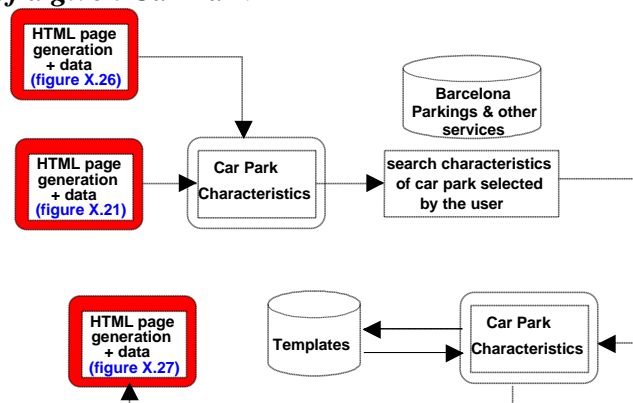 HTML page
generation
+ data
(figure X.26)
Barcelona
Parkings & other
services
HTML page
generation
+ data
(figure X.21)
Car Park
Characteristics
search characteristics
of car park selected
by the user
HTML page
generation
+ data
(figure X.27)
Templates
Car Park
Characteristics